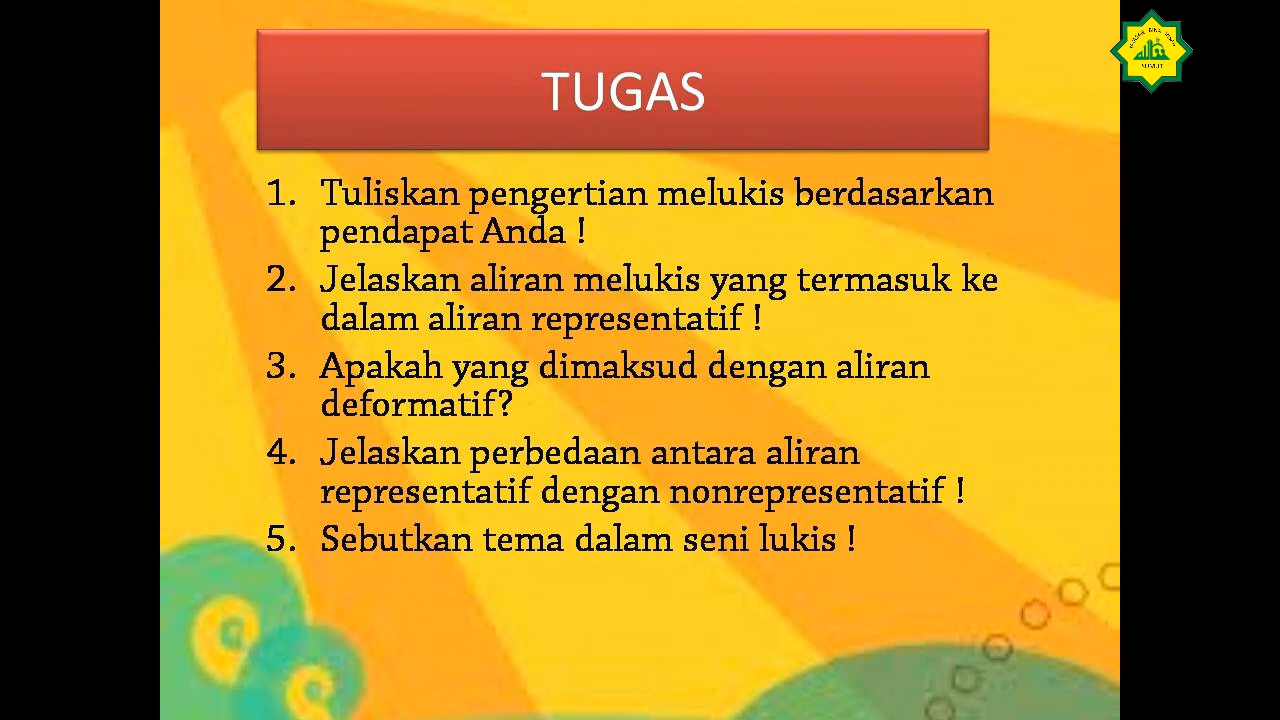 TUGAS
1. Tuliskan pengertian melukis berdasarkan
pendapat Anda !
2. Jelaskan aliran melukis yang termasuk ke
dalam aliran representatif !
3. Apakah yang dimaksud dengan aliran
deformatif?
4. Jelaskan perbedaan antara aliran
representatif dengan nonrepresentatif !
5. Sebutkan tema dalam seni lukis !